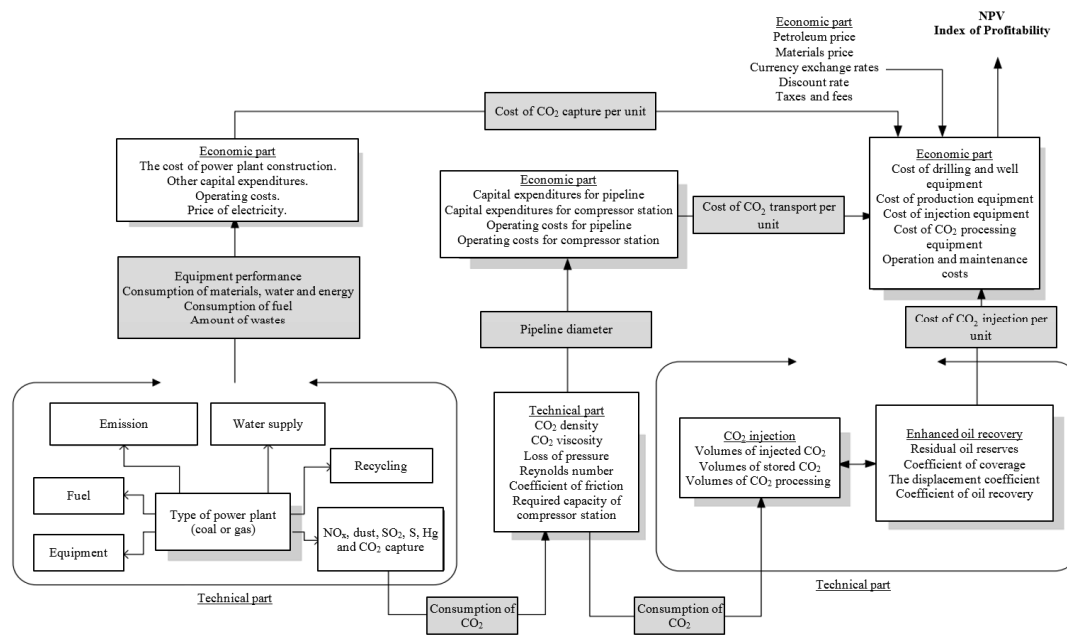 NPV
Index of Profitability
Economic part
Petroleum price
Materials price
Currency exchange rates
Discount rate
Taxes and fees
Cost of CO₂ capture per unit
Economic part
The cost of power plant construction.
Other capital expenditures.
Operating costs.
Price of electricity.
Economic part
Capital expenditures for pipeline
Capital expenditures for compressor station
Operating costs for pipeline
Operating costs for compressor station
Cost of CO₂ transport per
unit
Economic part
Cost of drilling and well
equipment
Cost of production equipment
Cost of injection equipment
Cost of CO₂ processing
equipment
Operation and maintenance
costs
Equipment performance
Consumption of materials, water and energy
Consumption of fuel
Amount of wastes
Pipeline diameter
Cost of CO₂ injection per
unit
Emission
Water supply
Recycling
Fuel
Type of power plant
(coal or gas)
Equipment
NOₓ, dust, SO₂, S, Hg
and CO₂ capture
Technical part
Technical part
CO₂ density
CO₂ viscosity
Loss of pressure
Reynolds number
Coefficient of friction
Required capacity of
compressor station
CO₂ injection
Volumes of injected CO₂
Volumes of stored CO₂
Volumes of CO₂ processing
Enhanced oil recovery
Residual oil reserves
Coefficient of coverage
The displacement coefficient
Coefficient of oil recovery
Technical part
Consumption of
CO₂
Consumption of
CO₂